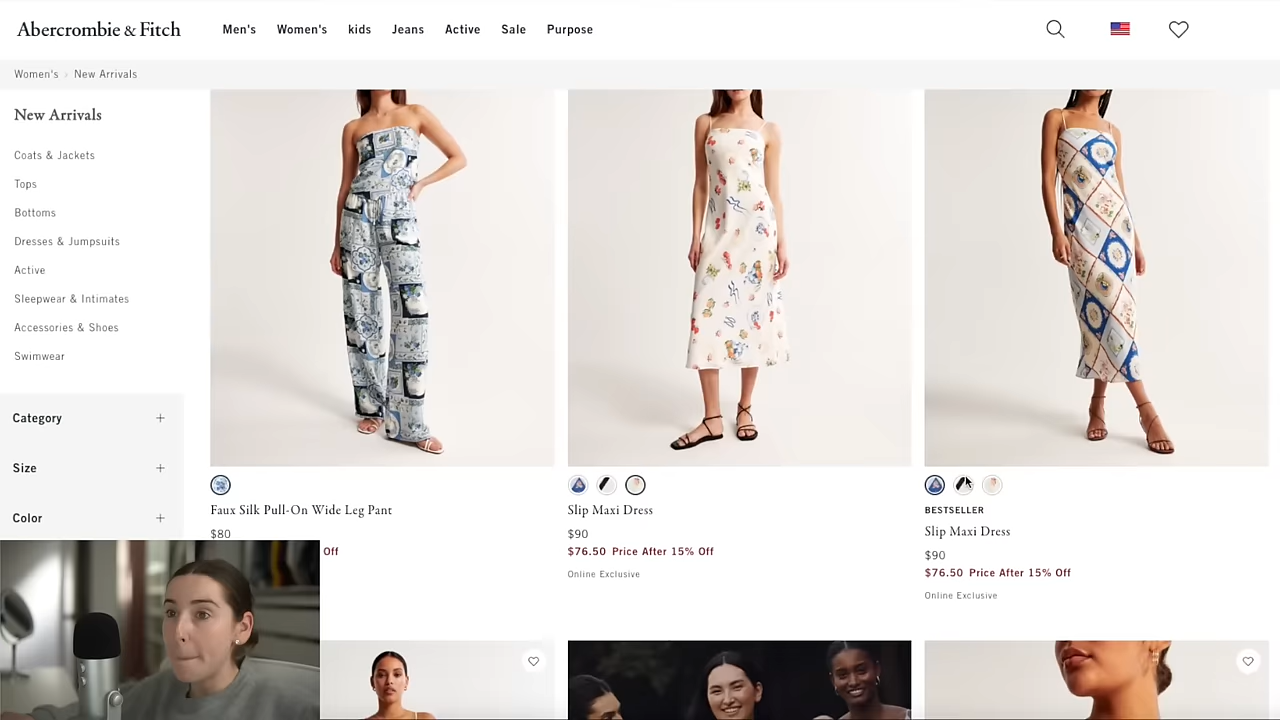 Abercrombie & Fitch
Men's Women's kids Jeans Active Sale Purpose
Women's › New Arrivals
New Arrivals
Coats & Jackets
Tops
Bottoms
Dresses & Jumpsuits
Active
Sleepwear & Intimates
Accessories & Shoes
Swimwear
Category +
Size +
Color +
Faux Silk Pull-On Wide Leg Pant
$80
Off
Slip Maxi Dress
$90
$76.50 Price After 15% Off
Online Exclusive
BESTSELLER
Slip Maxi Dress
$90
$76.50 Price After 15% Off
Online Exclusive